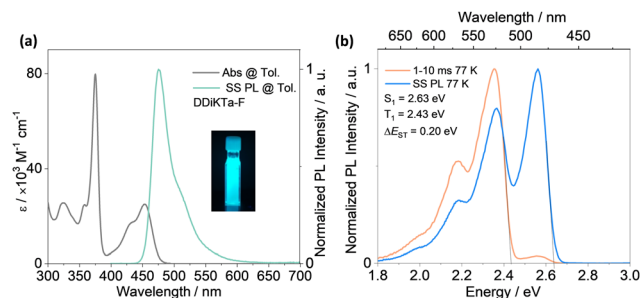 (a)
80
40
0
ε / ×10³ M⁻¹ cm⁻¹
Abs @ Tol.
SS PL @ Tol.
DDiKTa-F
1
0
Normalized PL Intensity / a.u.
300 350 400 450 500 550 600 650 700
Wavelength / nm
(b)
Wavelength / nm
650 600 550 500 450
1
0
Normalized PL Intensity / a.u.
1-10 ms 77 K
SS PL 77 K
S₁ = 2.63 eV
T₁ = 2.43 eV
ΔE_ST = 0.20 eV
1.8 2.0 2.2 2.4 2.6 2.8 3.0
Energy / eV